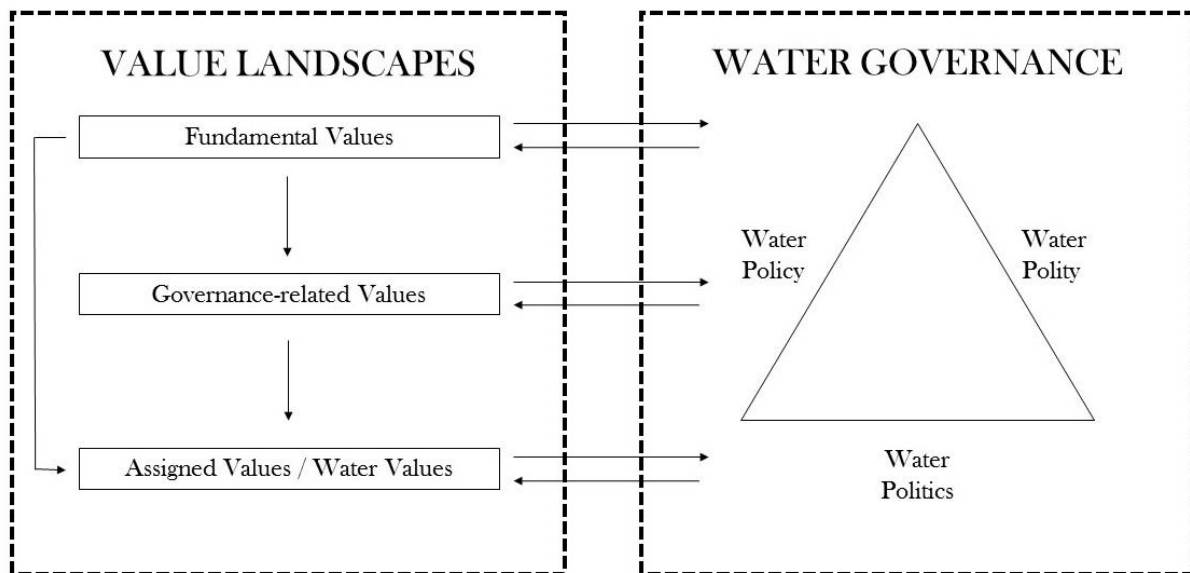 VALUE LANDSCAPES
Fundamental Values
Governance-related Values
Assigned Values / Water Values
WATER GOVERNANCE
Water
Policy
Water
Polity
Water
Politics